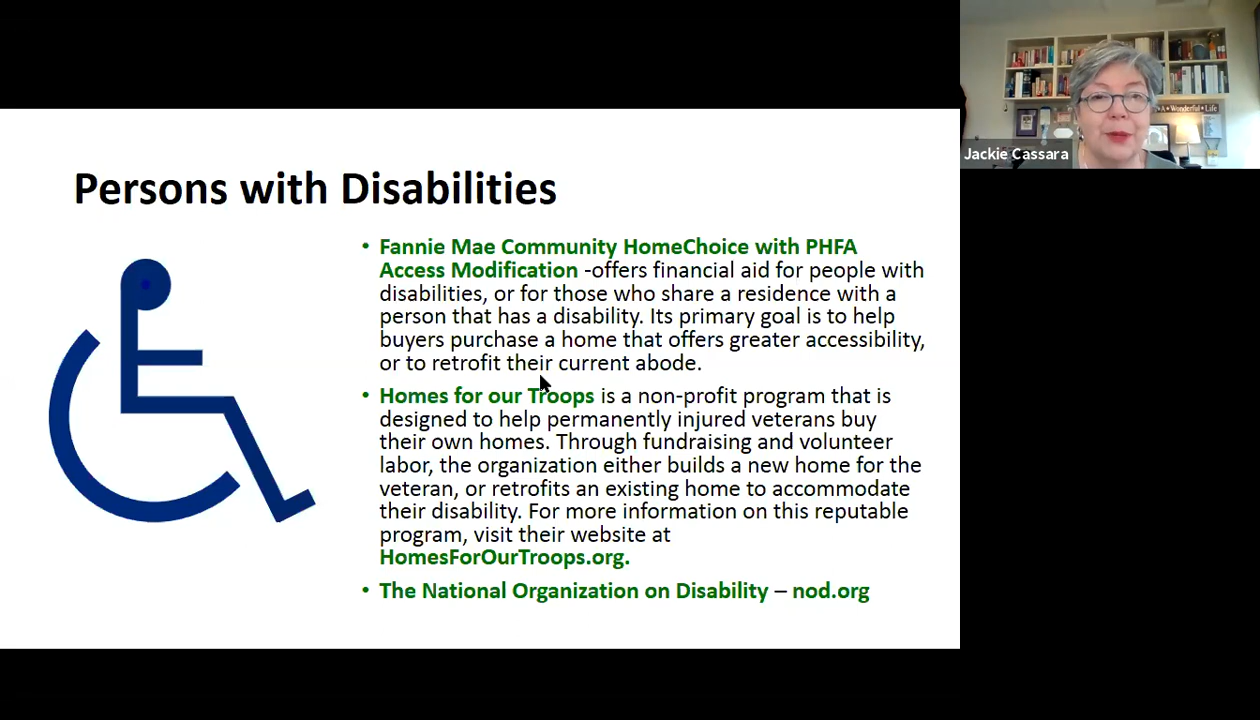 Persons with Disabilities
• Fannie Mae Community HomeChoice with PHFA
Access Modification -offers financial aid for people with
disabilities, or for those who share a residence with a
person that has a disability. Its primary goal is to help
buyers purchase a home that offers greater accessibility,
or to retrofit their current abode.
• Homes for our Troops is a non-profit program that is
designed to help permanently injured veterans buy
their own homes. Through fundraising and volunteer
labor, the organization either builds a new home for the
veteran, or retrofits an existing home to accommodate
their disability. For more information on this reputable
program, visit their website at
HomesForOurTroops.org.
• The National Organization on Disability – nod.org
A Wonderful Life
Jackie Cassara